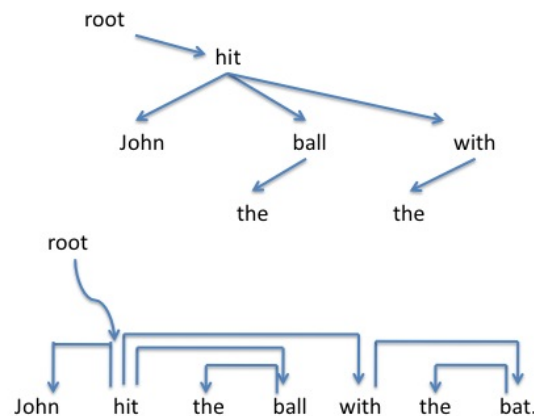 root
hit
John ball with
the the
root
John hit the ball with the bat.